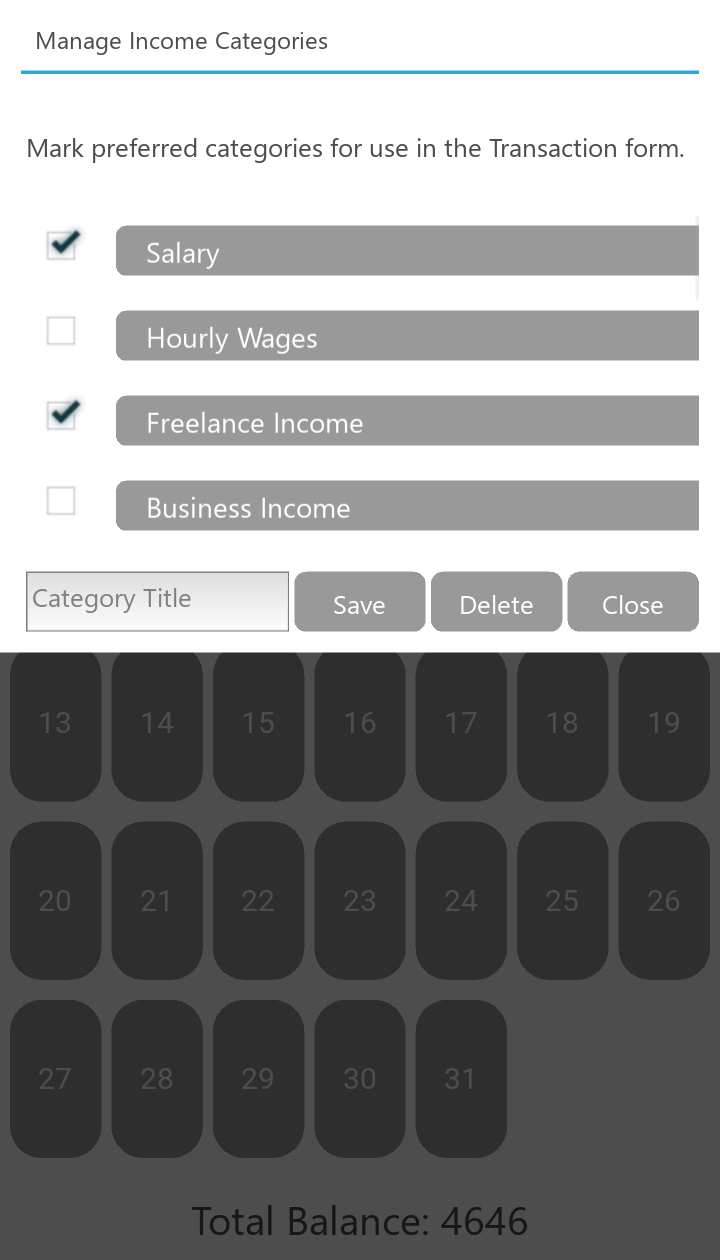 Manage Income Categories
Mark preferred categories for use in the Transaction form.
Salary
Hourly Wages
Freelance Income
Business Income
Category Title Save Delete Close
13 14 15 16 17 18 19
20 21 22 23 24 25 26
27 28 29 30 31
Total Balance: 4646